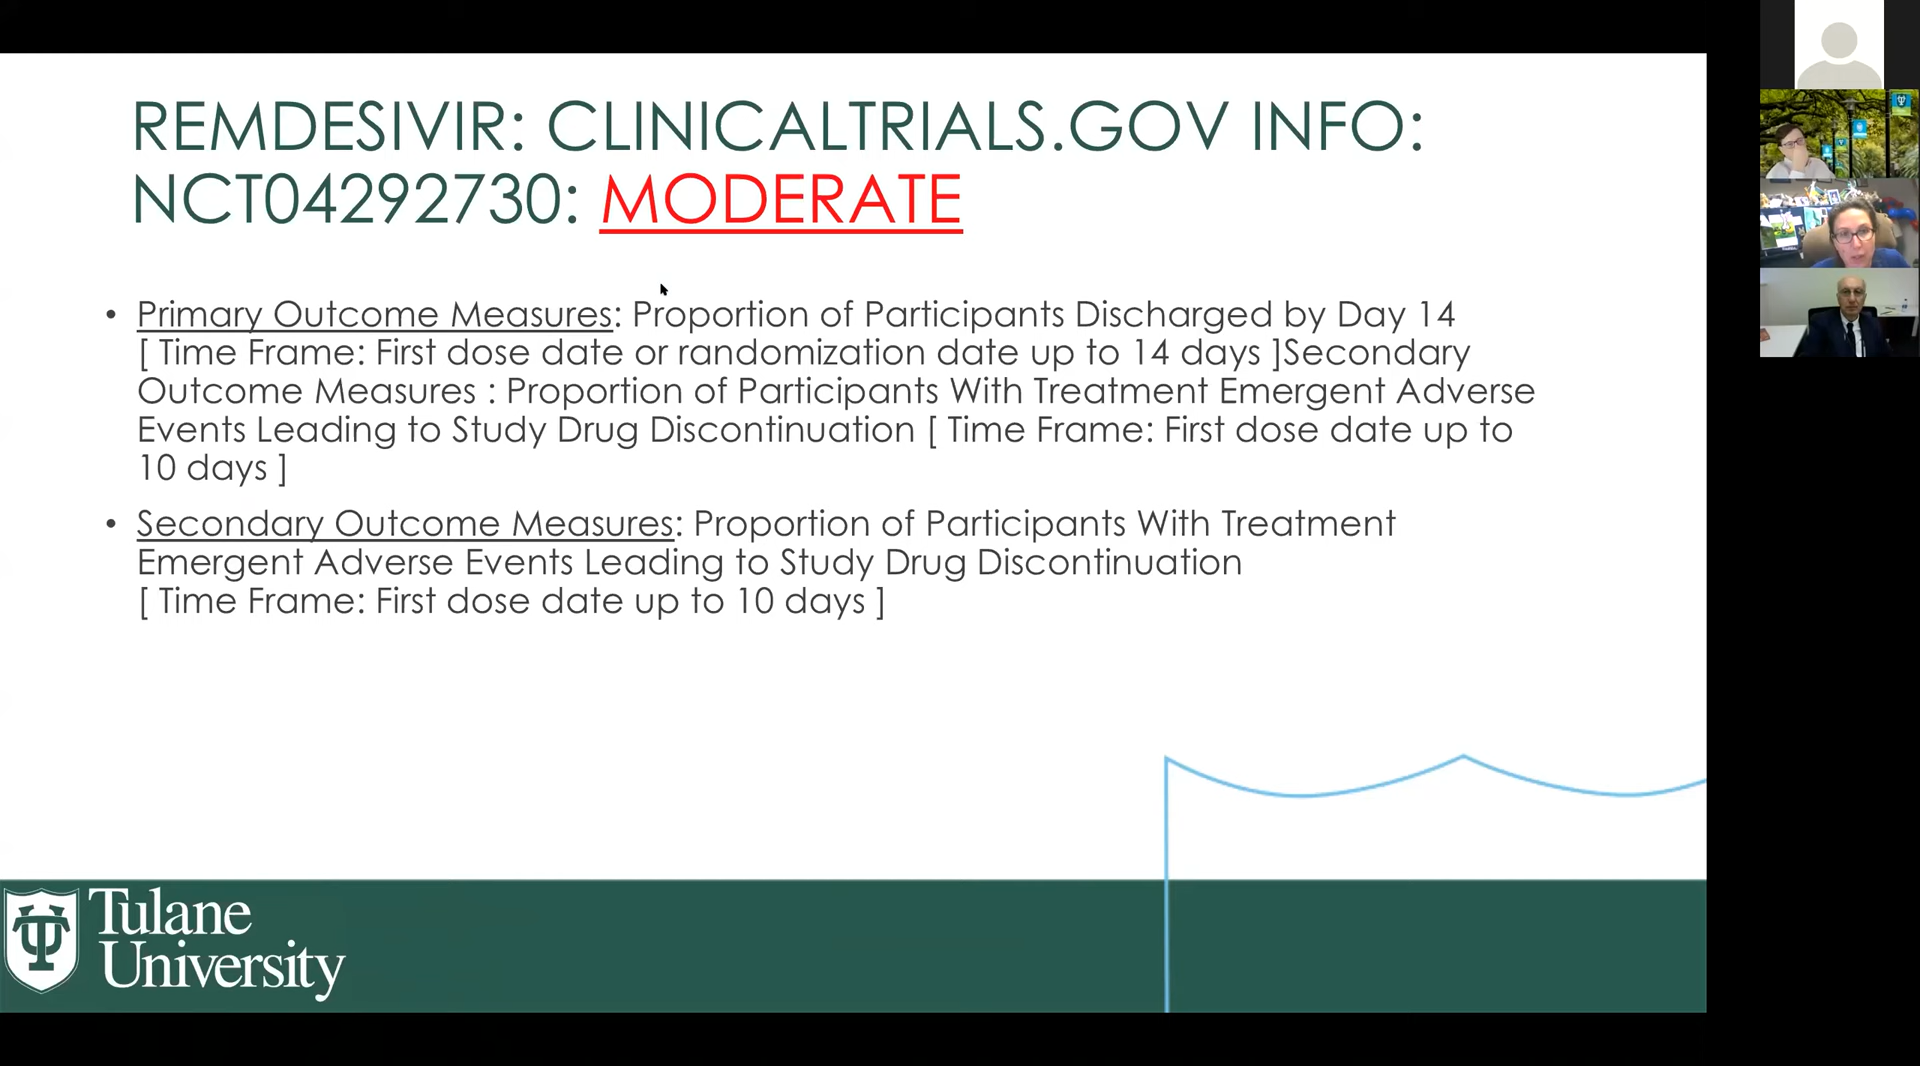 REMDESIVIR: CLINICALTRIALS.GOV INFO:
NCT04292730: MODERATE
• Primary Outcome Measures: Proportion of Participants Discharged by Day 14
[ Time Frame: First dose date or randomization date up to 14 days ]Secondary
Outcome Measures : Proportion of Participants With Treatment Emergent Adverse
Events Leading to Study Drug Discontinuation [ Time Frame: First dose date up to
10 days ]
• Secondary Outcome Measures: Proportion of Participants With Treatment
Emergent Adverse Events Leading to Study Drug Discontinuation
[ Time Frame: First dose date up to 10 days ]
Tulane
University